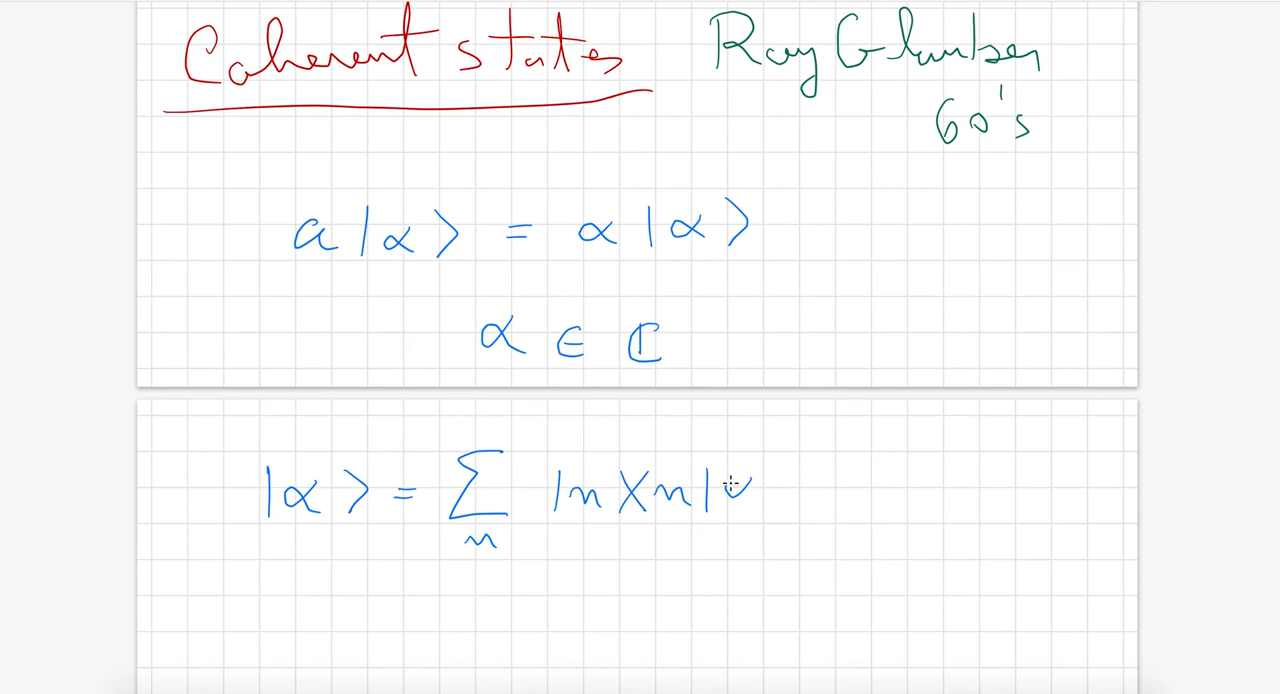 Coherent states Roy Glauber
60's
a |α⟩ = α |α⟩
α ∈ ℂ
|α⟩ = ∑ₙ |n⟩⟨n|